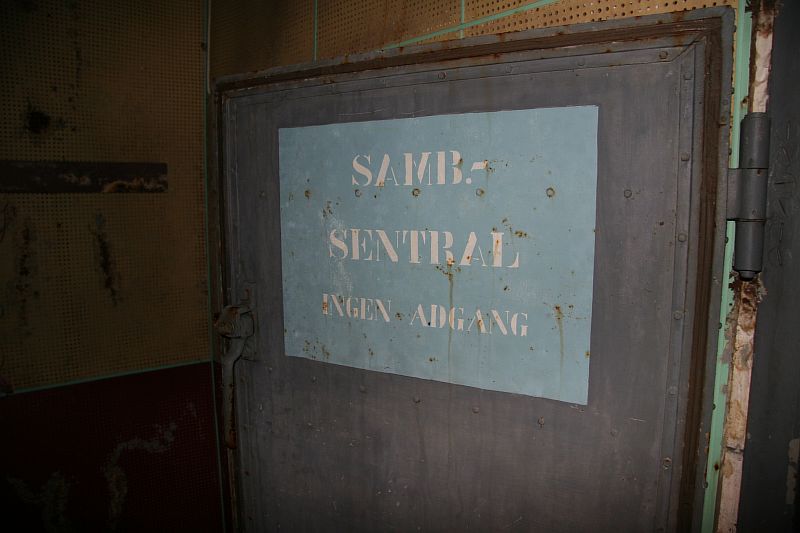 SAMB.-
SENTRAL
INGEN ADGANG